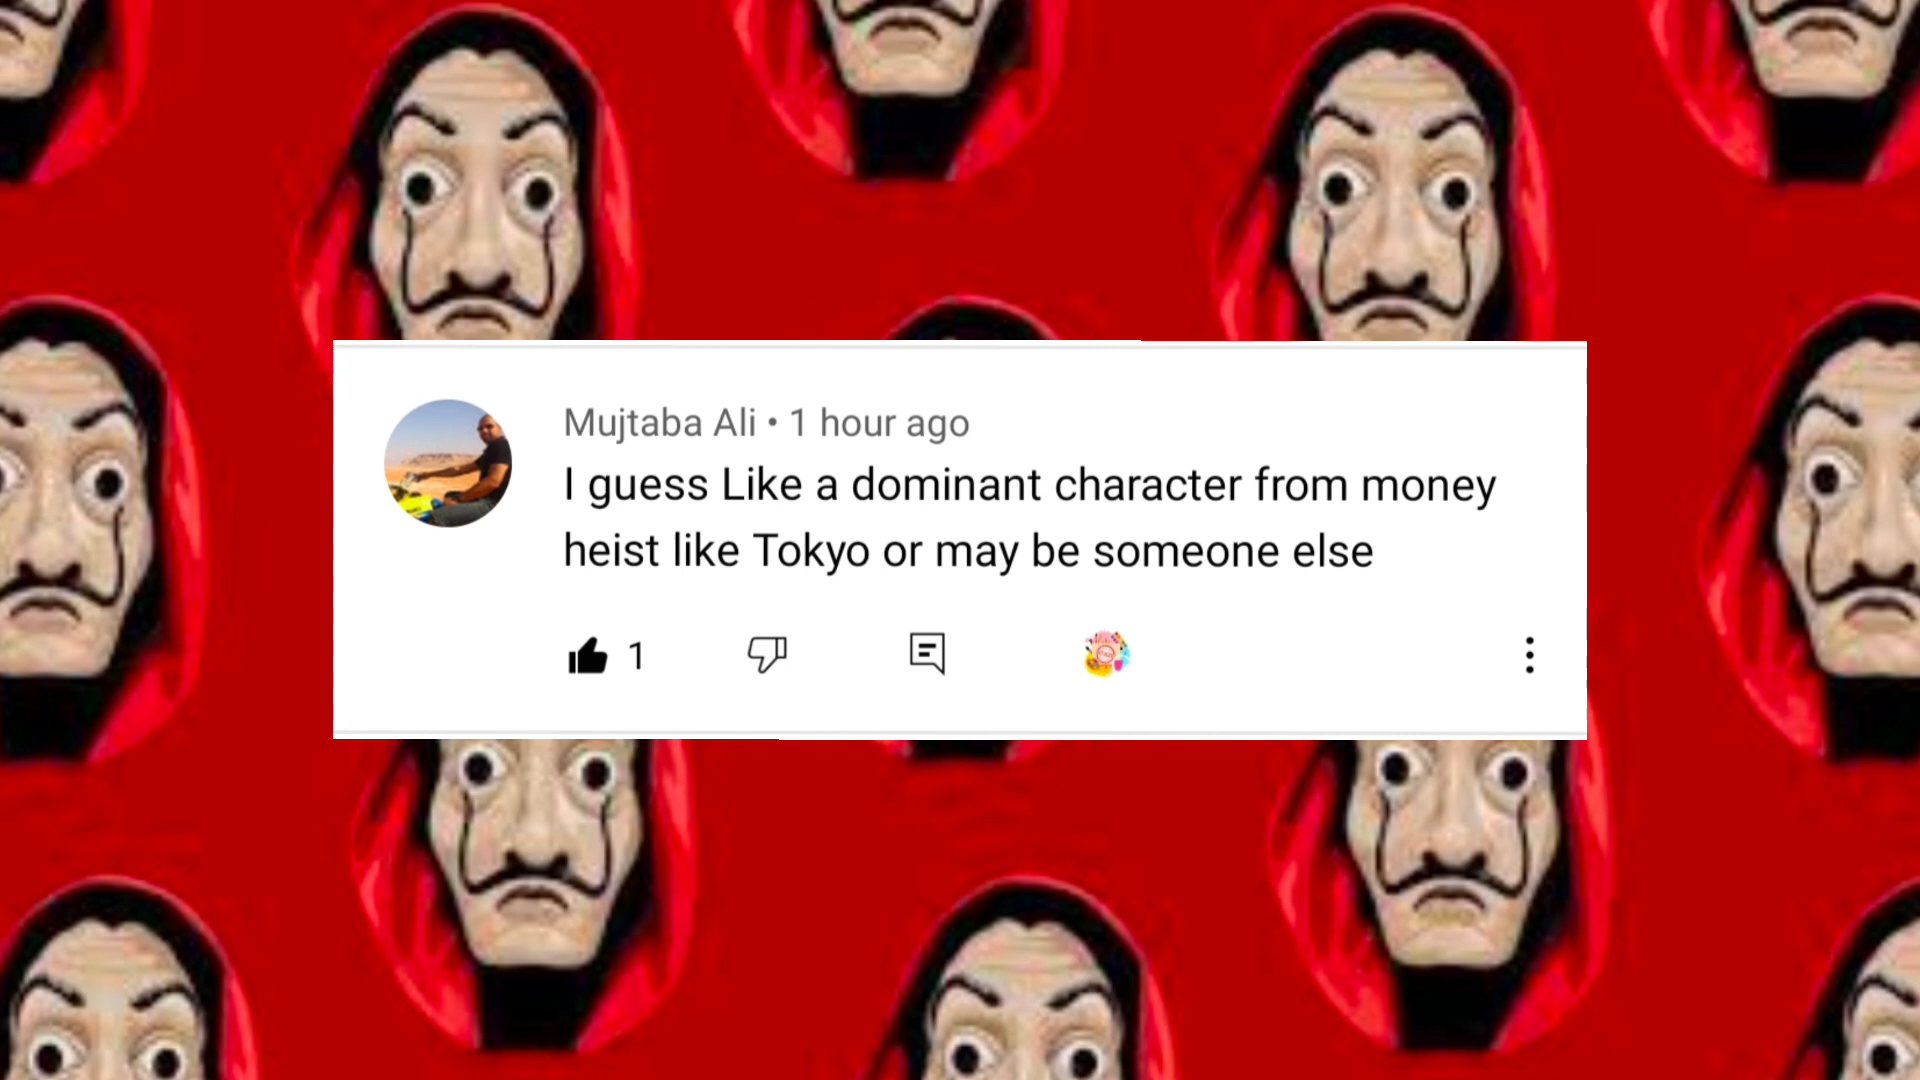 Mujtaba Ali • 1 hour ago
I guess Like a dominant character from money
heist like Tokyo or may be someone else
1